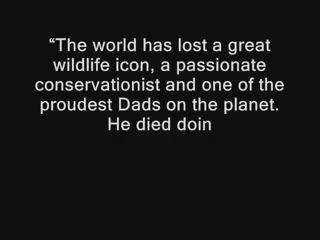 “The world has lost a great
wildlife icon, a passionate
conservationist and one of the
proudest Dads on the planet.
He died doin